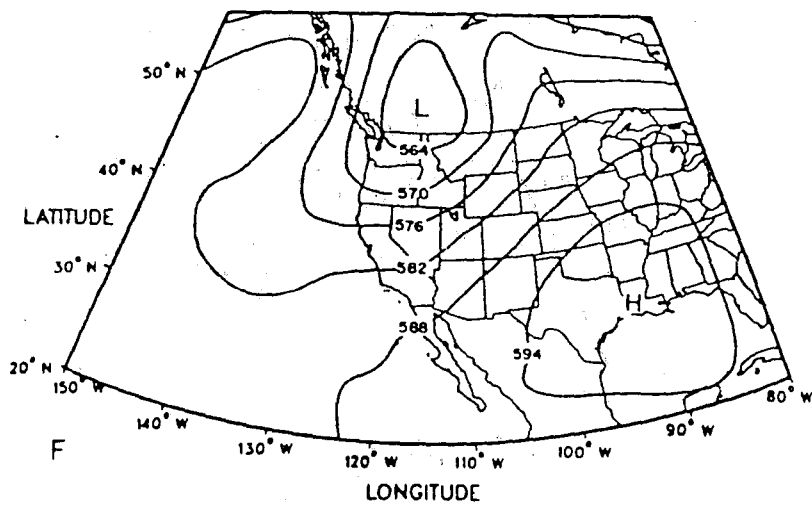 50° N
L
564
40° N
570
LATITUDE
576
582
30° N
H
588
594
20° N
150° W
80° W
140° W
90° W
F
130° W
100° W
120° W
110° W
LONGITUDE